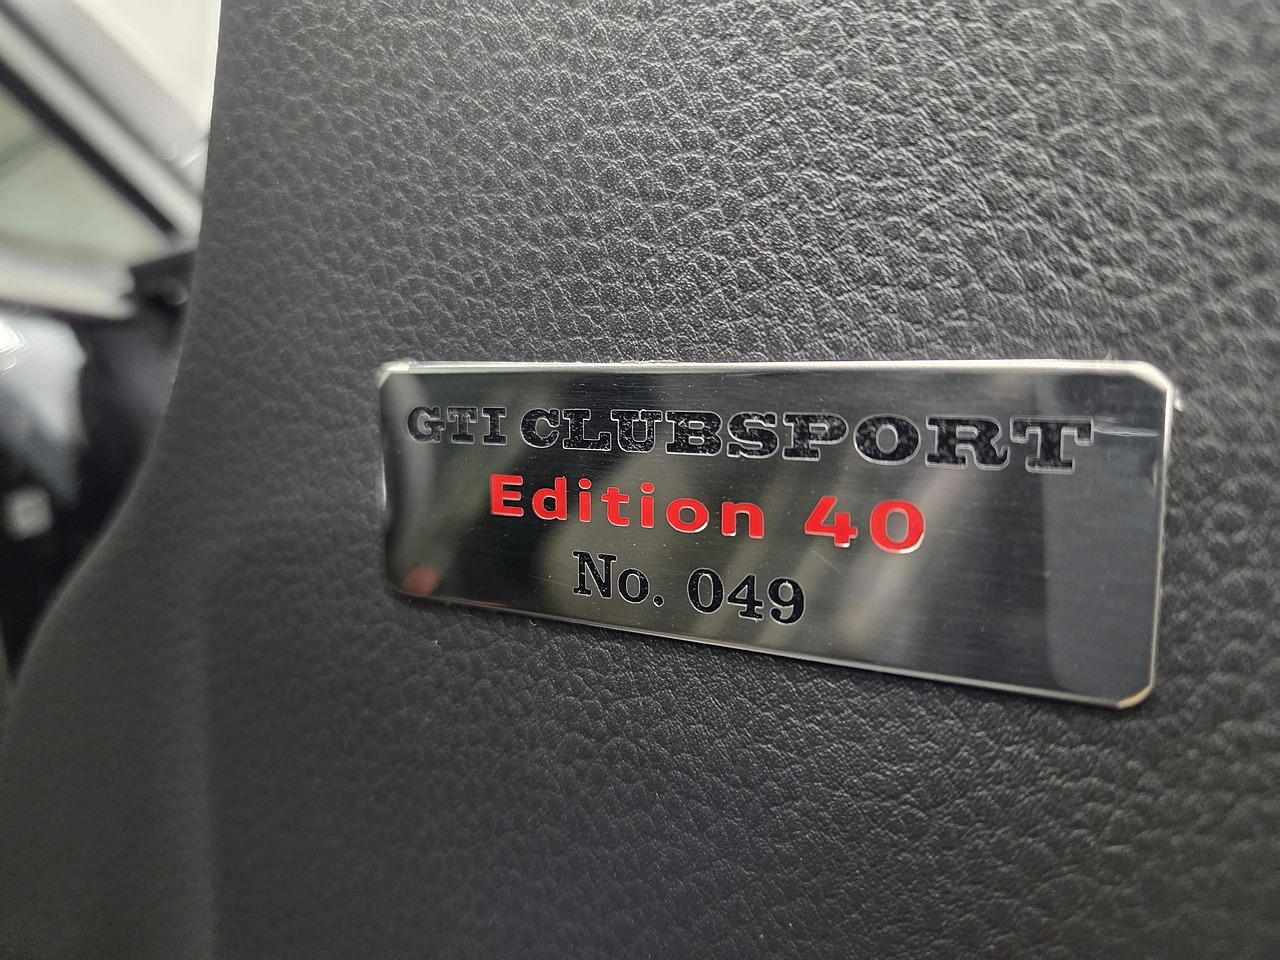 GTI CLUBSPORT
Edition 40
No. 049